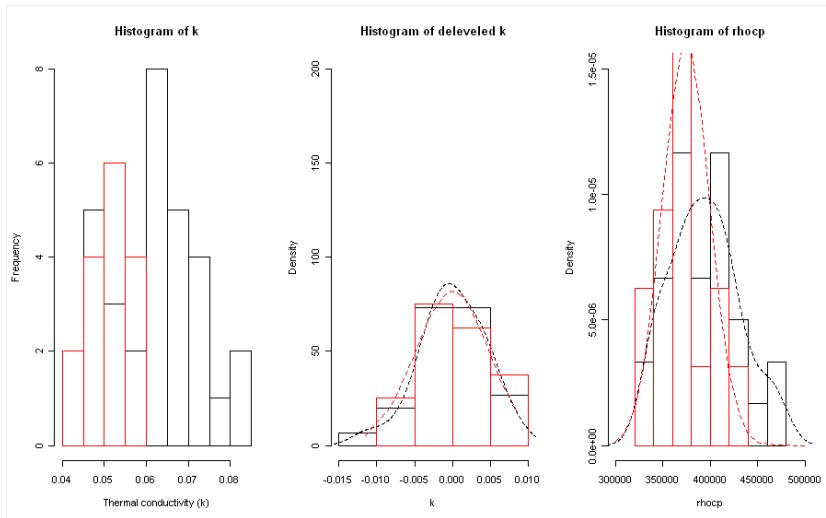 Histogram of k
Frequency
0
2
4
6
8
0.04
0.05
0.06
0.07
0.08
Thermal conductivity (k)
Histogram of deleveled k
Density
0
50
100
150
200
-0.015
-0.010
-0.005
0.000
0.005
0.010
k
Histogram of rhocp
Density
0.0e+00
5.0e-06
1.0e-05
1.5e-05
300000
350000
400000
450000
500000
rhocp